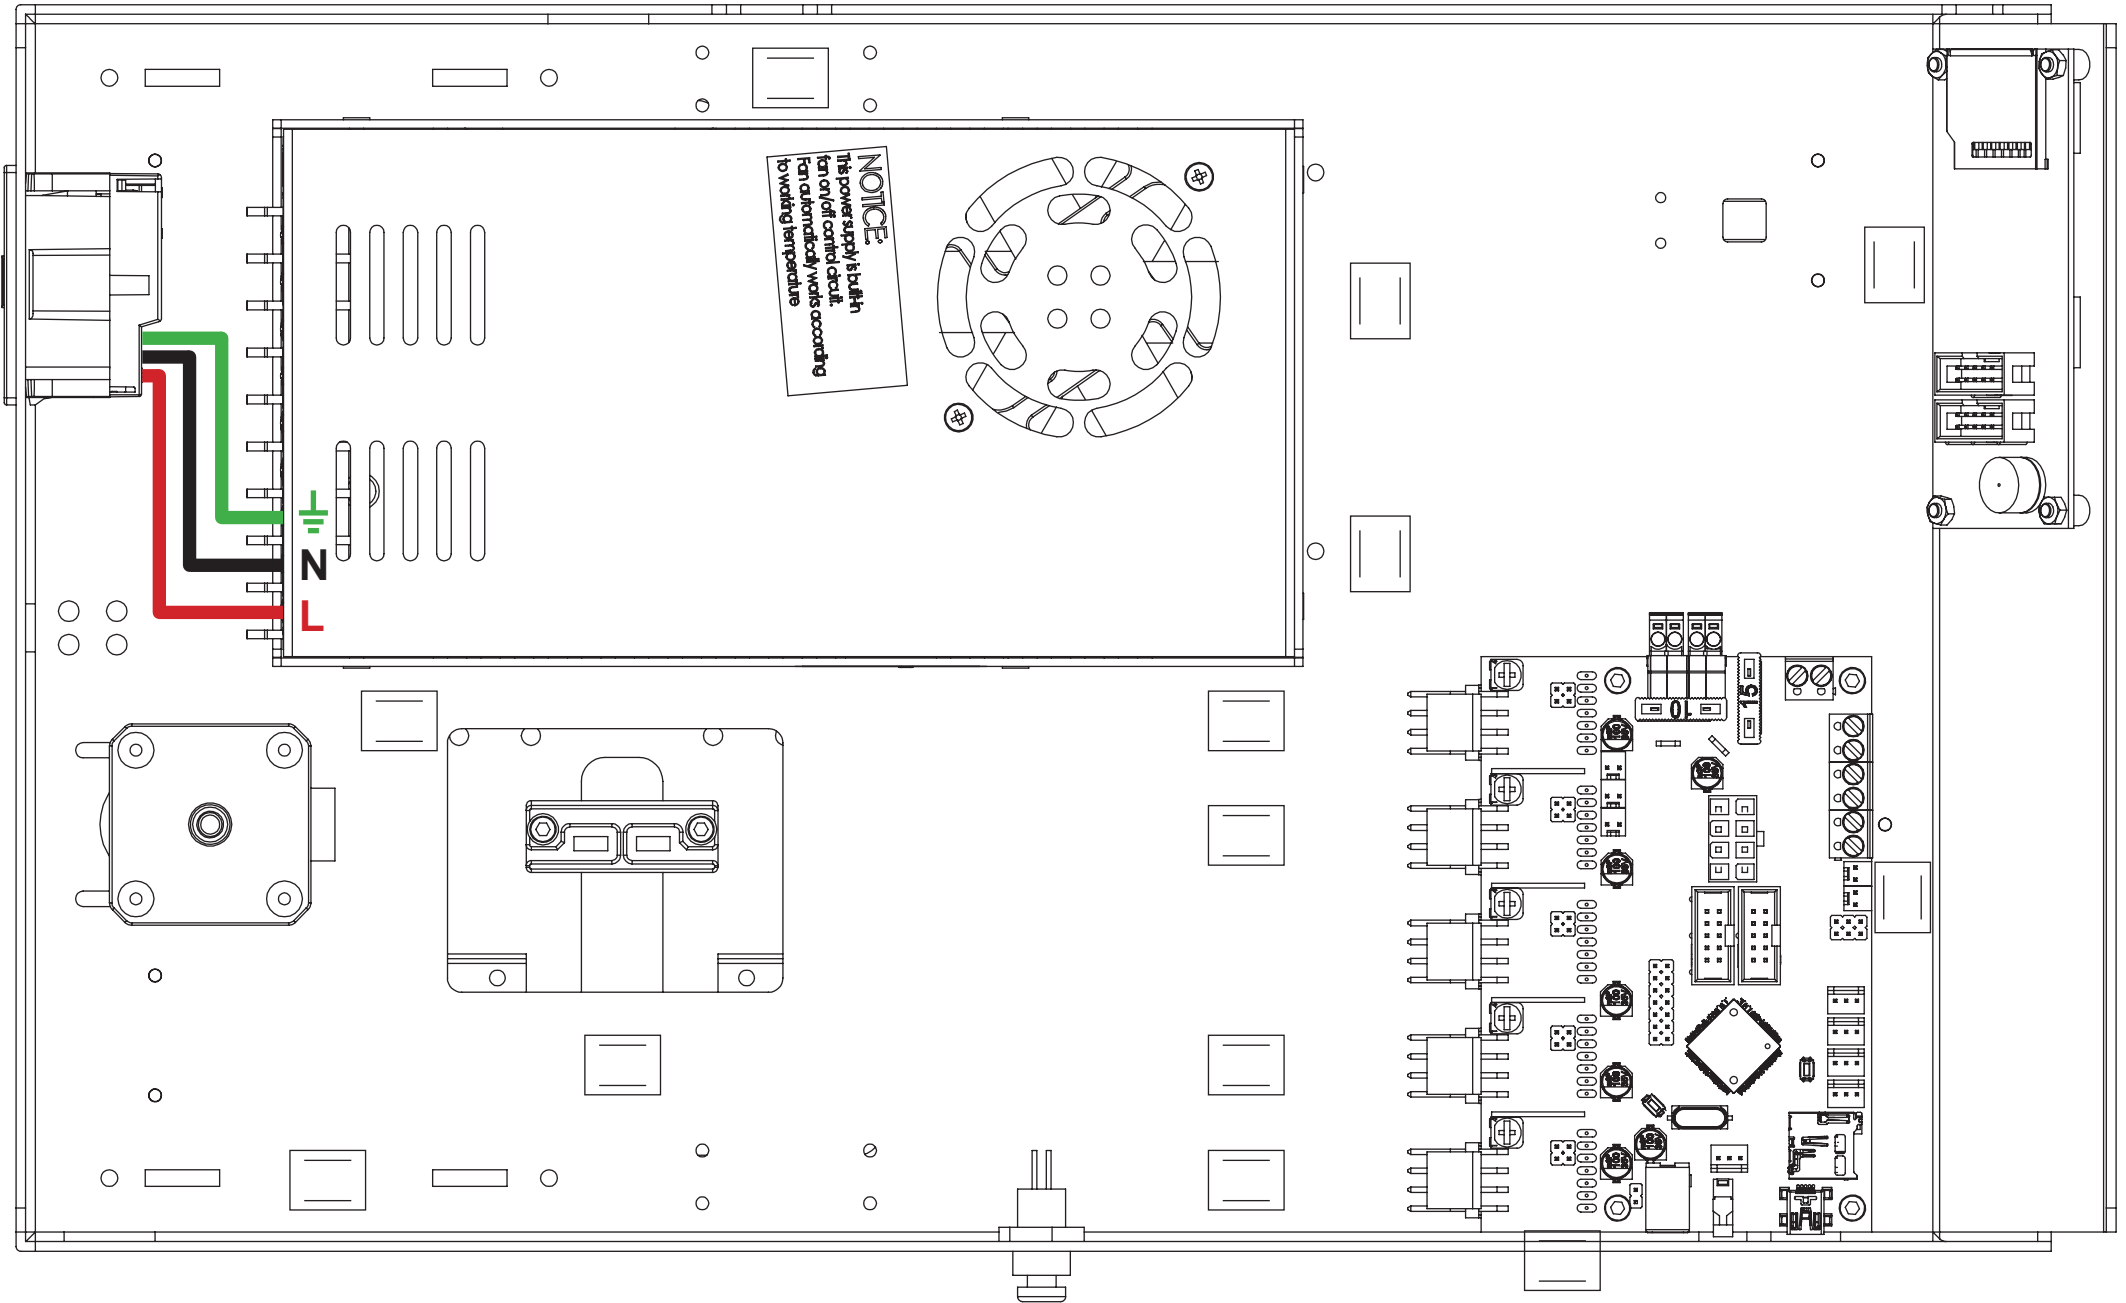 NOTICE:
This power supply is built-in
fan on/off control circuit.
Fan automatically works according
to working temperature
N
L
10
15